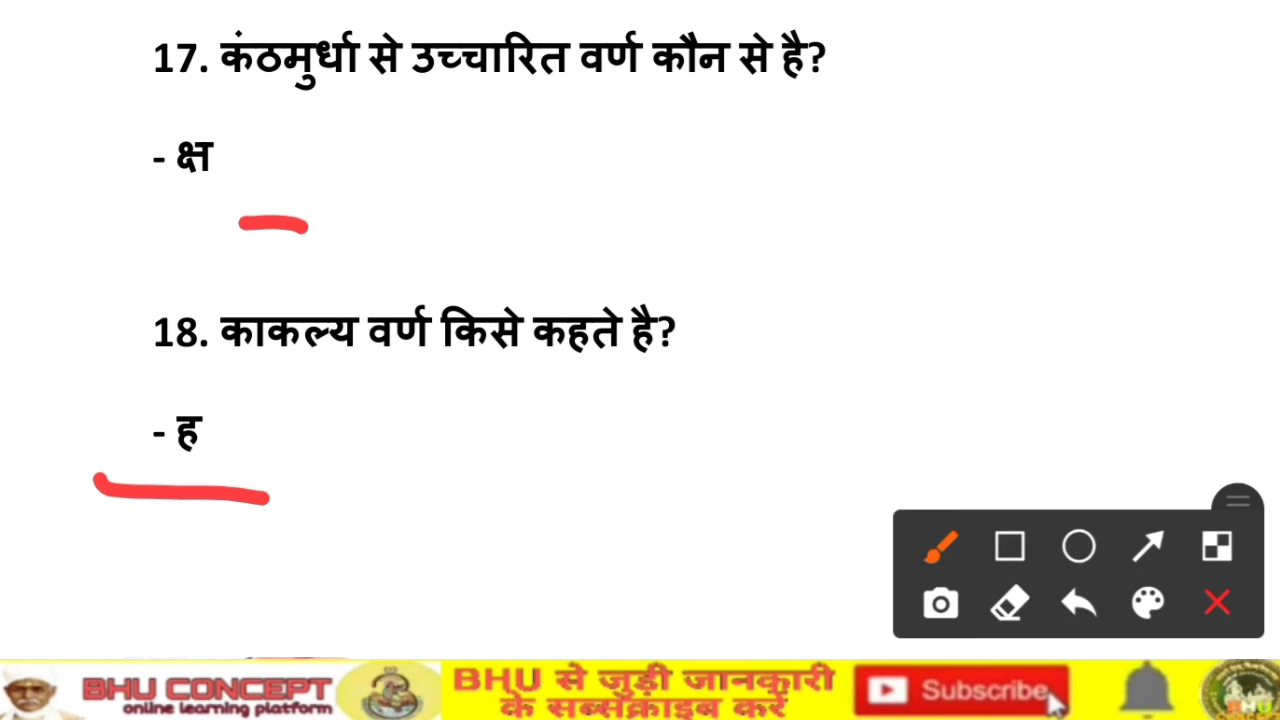 17. कंठमुर्धा से उच्चारित वर्ण कौन से है?
- क्ष
18. काकल्य वर्ण किसे कहते है?
- ह
BHU CONCEPT
online learning platform
BHU से जुड़ी जानकारी
के सब्सक्राइब करें
Subscribe
BHU